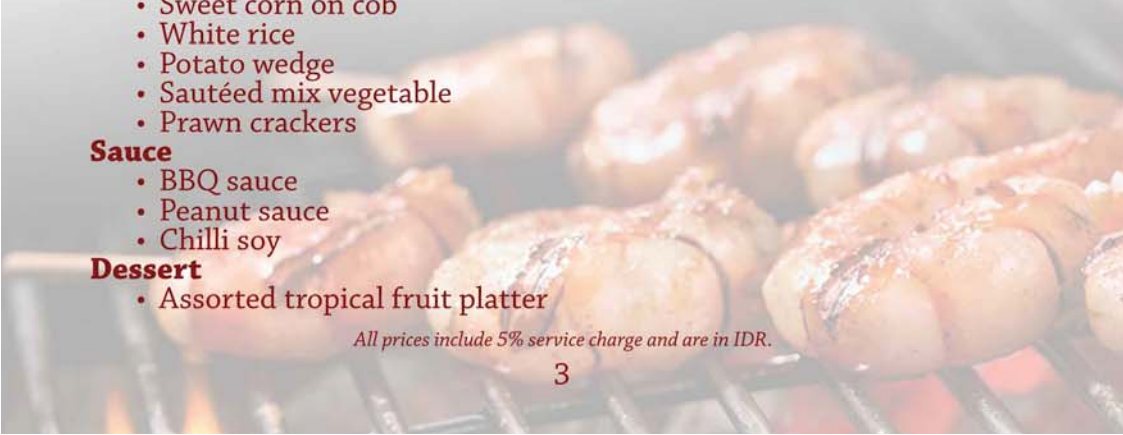 • Sweet corn on cob
• White rice
• Potato wedge
• Sautéed mix vegetable
• Prawn crackers
Sauce
• BBQ sauce
• Peanut sauce
• Chilli soy
Dessert
• Assorted tropical fruit platter
All prices include 5% service charge and are in IDR.
3